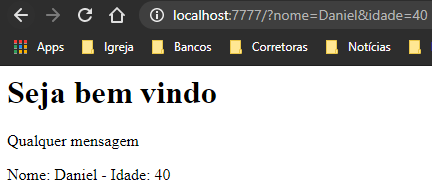 localhost:7777/?nome=Daniel&idade=40
Apps Igreja Bancos Corretoras Notícias
Seja bem vindo
Qualquer mensagem
Nome: Daniel - Idade: 40